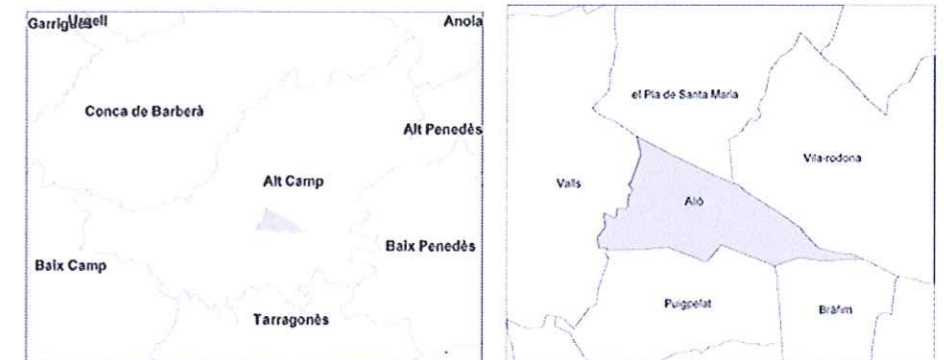 Garrigues
Urgell
Anoia
Conca de Barberà
Alt Penedès
Alt Camp
Baix Penedès
Baix Camp
Tarragonès
el Pla de Santa Maria
Vila-rodona
Valls
Alió
Puigpelat
Bràfim